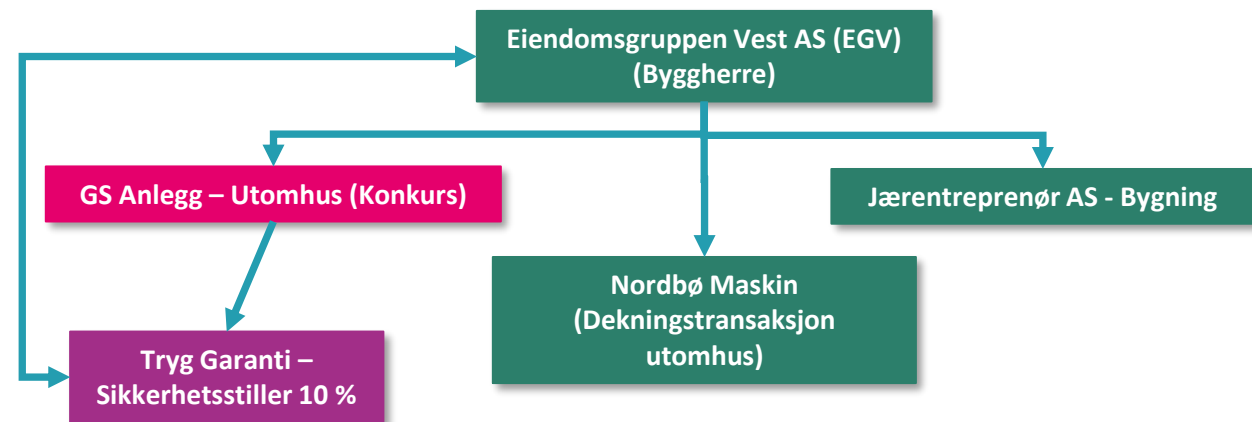 Eiendomsgruppen Vest AS (EGV)
(Byggherre)
GS Anlegg – Utomhus (Konkurs)
Jærentreprenør AS - Bygning
Nordbø Maskin
(Dekningstransaksjon
utomhus)
Tryg Garanti –
Sikkerhetsstiller 10 %